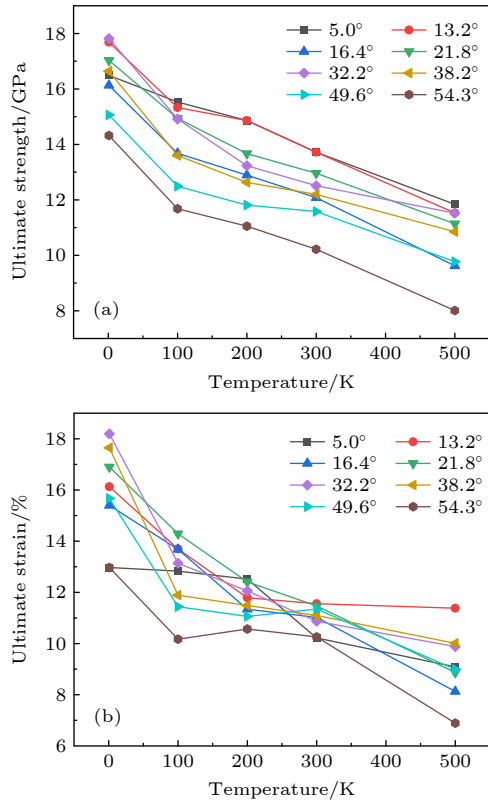 18
16
14
12
10
8
Ultimate strength/GPa
5.0° 13.2°
16.4° 21.8°
32.2° 38.2°
49.6° 54.3°
(a)
0 100 200 300 400 500
Temperature/K
18
16
14
12
10
8
6
Ultimate strain/%
5.0° 13.2°
16.4° 21.8°
32.2° 38.2°
49.6° 54.3°
(b)
0 100 200 300 400 500
Temperature/K